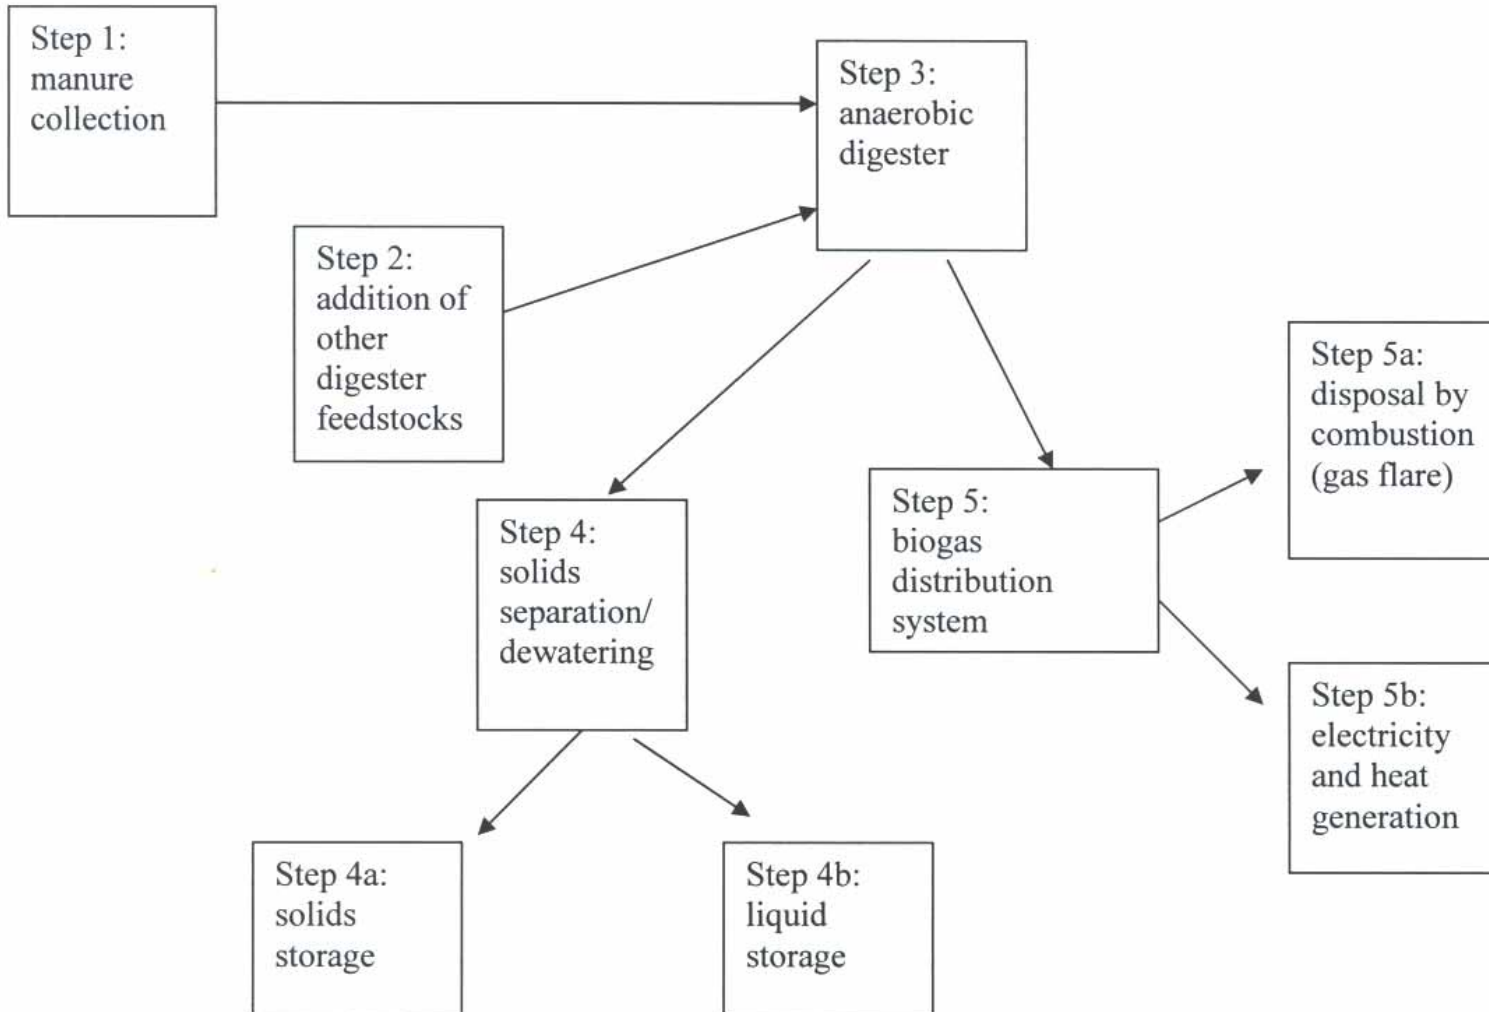 Step 1:
manure
collection
Step 3:
anaerobic
digester
Step 2:
addition of
other
digester
feedstocks
Step 5a:
disposal by
combustion
(gas flare)
Step 4:
solids
separation/
dewatering
Step 5:
biogas
distribution
system
Step 5b:
electricity
and heat
generation
Step 4a:
solids
storage
Step 4b:
liquid
storage